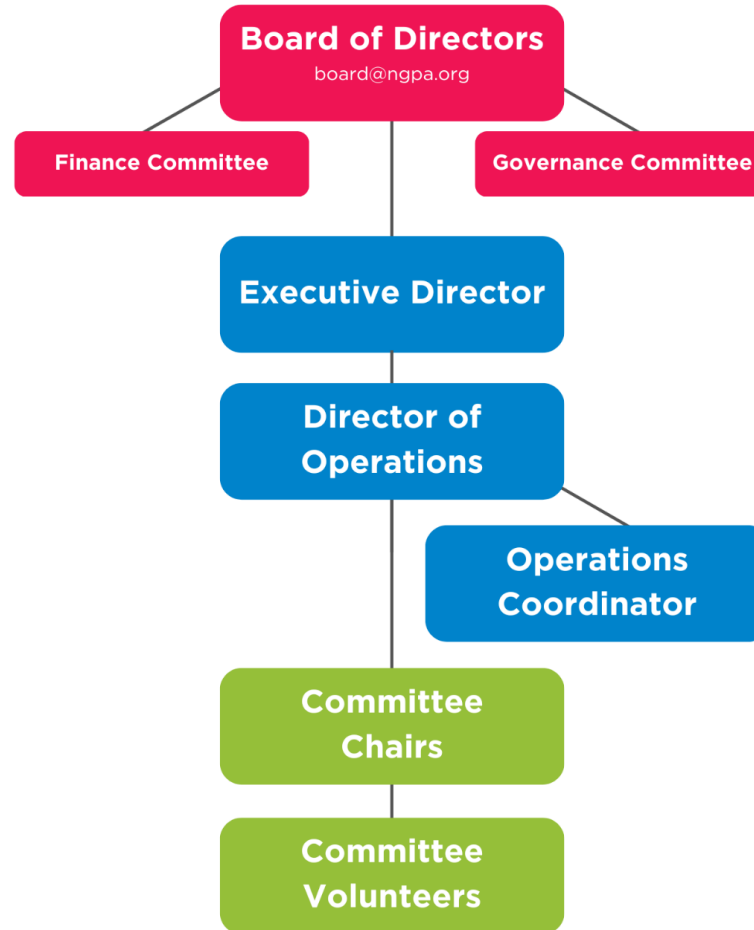 Board of Directors
board@ngpa.org
Finance Committee
Governance Committee
Executive Director
Director of
Operations
Operations
Coordinator
Committee
Chairs
Committee
Volunteers